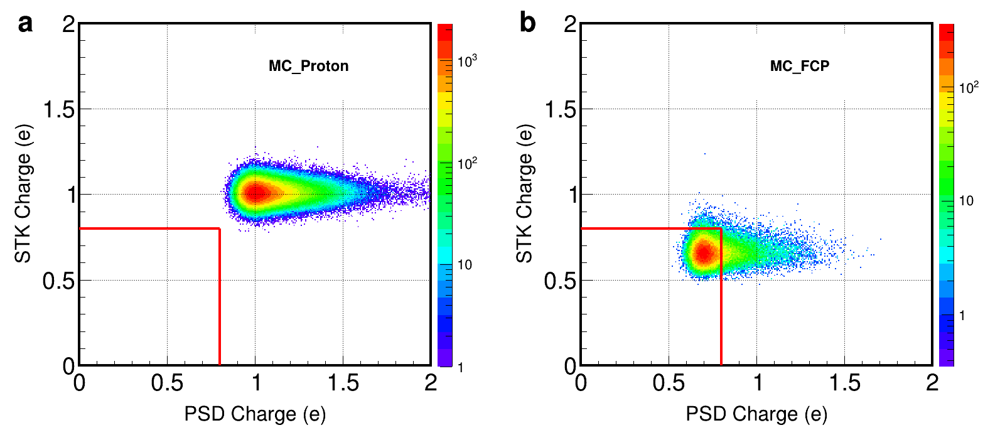 a
MC_Proton
STK Charge (e)
2
1.5
1
0.5
0
0 0.5 1 1.5 2
PSD Charge (e)
10³
10²
10
1
b
MC_FCP
STK Charge (e)
2
1.5
1
0.5
0
0 0.5 1 1.5 2
PSD Charge (e)
10²
10
1